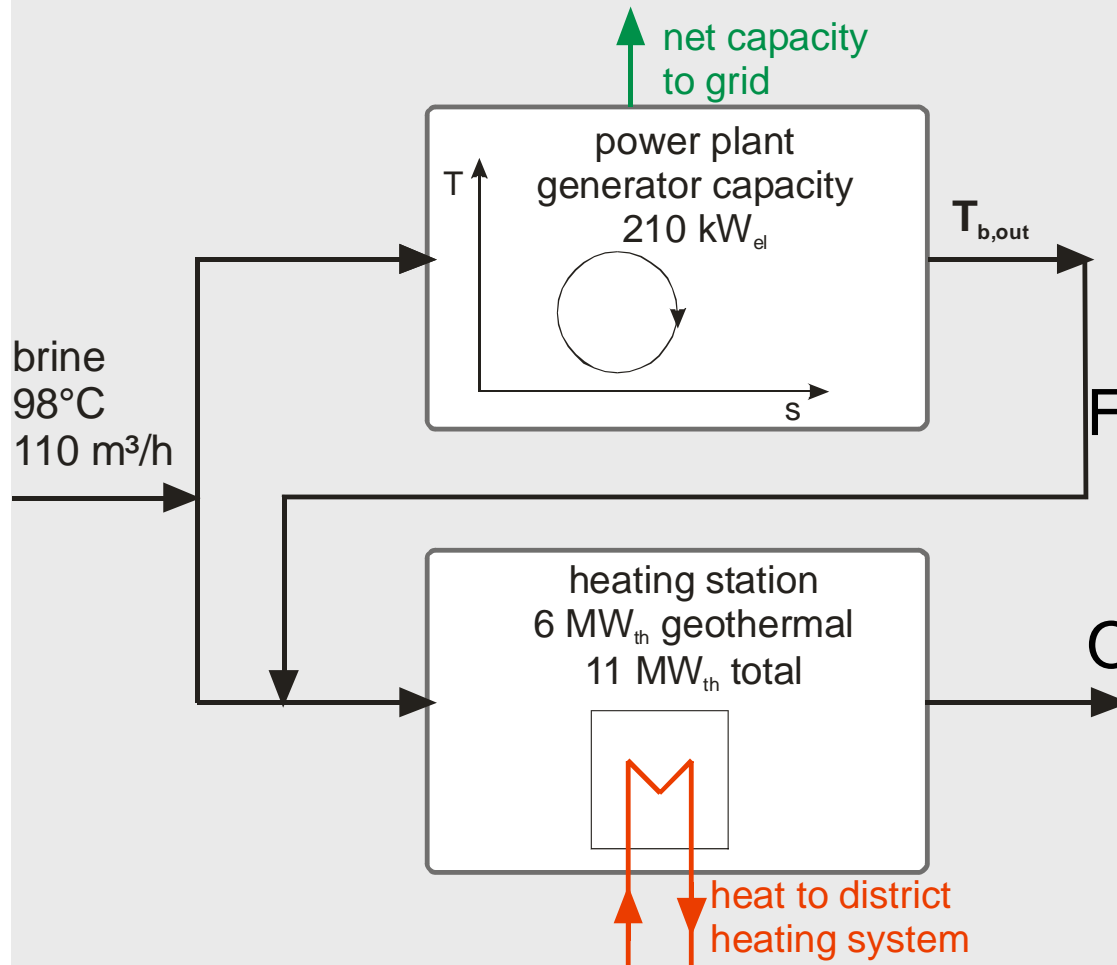 net capacity
to grid
power plant
generator capacity
210 kWel
T
s
Tb,out
brine
98°C
110 m³/h
F
heating station
6 MWth geothermal
11 MWth total
heat to district
heating system